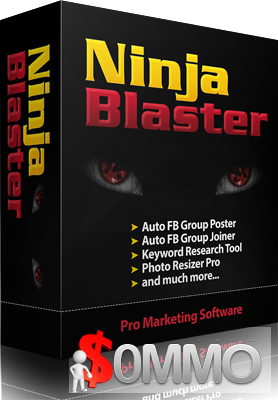 Ninja
Blaster
Ninja
Blaster
Auto FB Group Poster
Auto FB Group Joiner
Keyword Research Tool
Photo Resizer Pro
and much more...
Pro Marketing Software
$OMMO